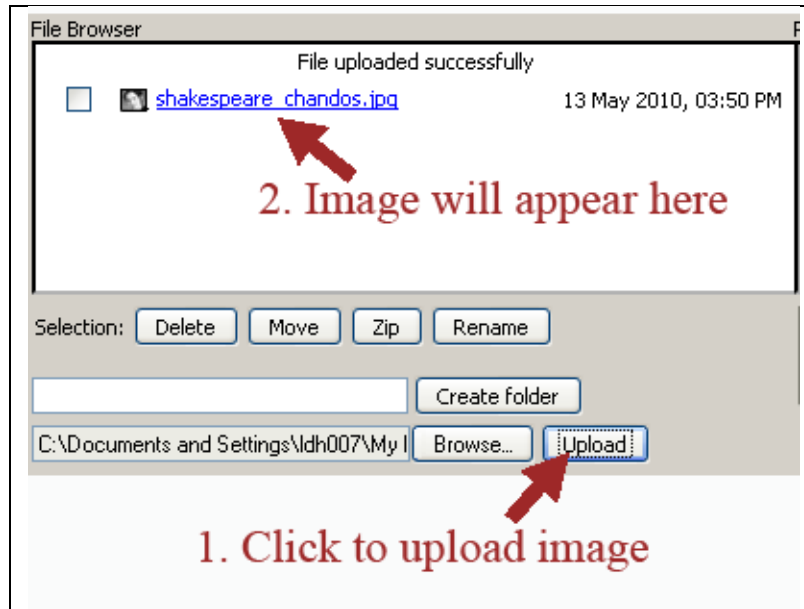 File Browser
File uploaded successfully
shakespeare_chandos.jpg 13 May 2010, 03:50 PM
2. Image will appear here
Selection: Delete Move Zip Rename
Create folder
C:\Documents and Settings\ldh007\My Browse... Upload
1. Click to upload image